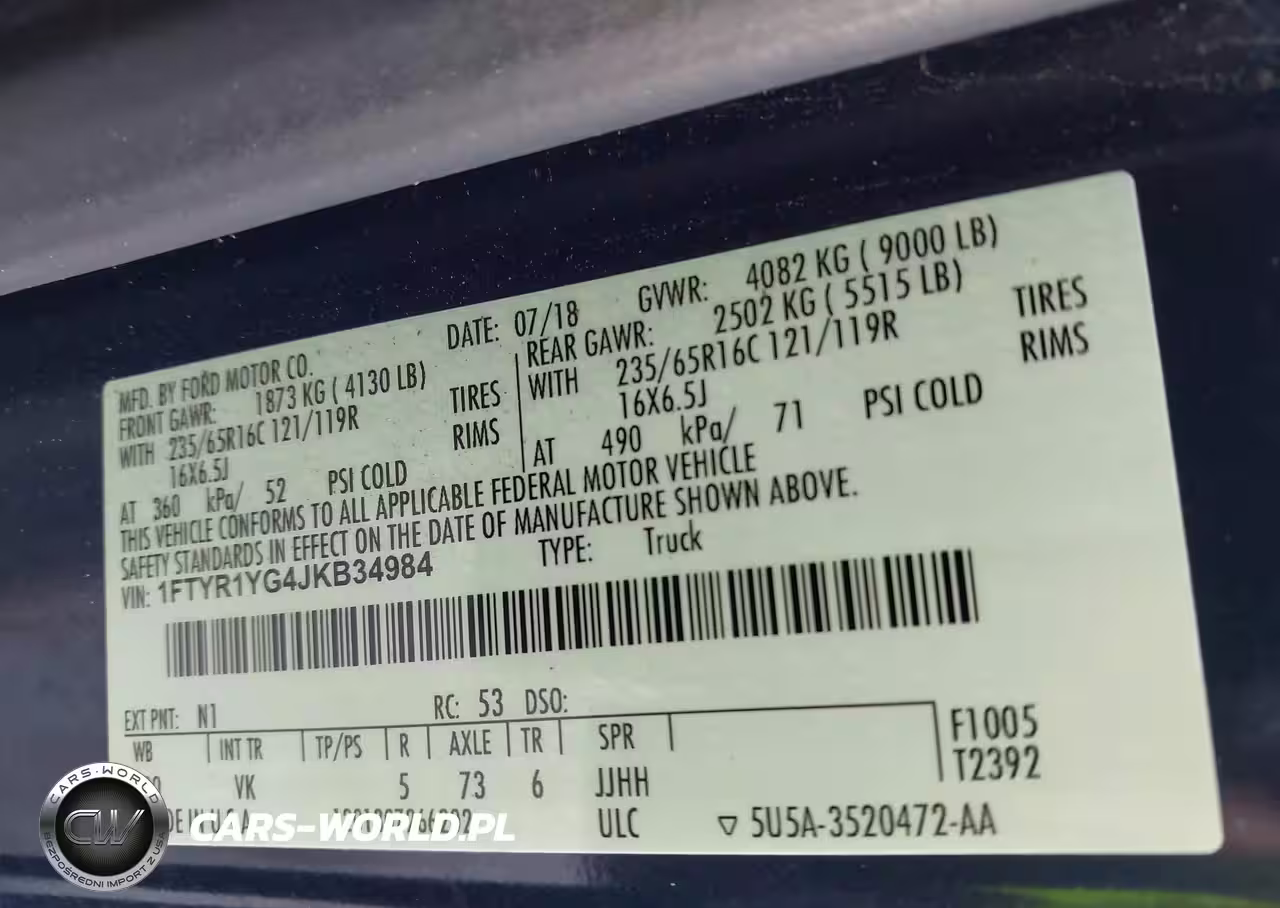 MFD. BY FORD MOTOR CO.
DATE: 07/18
GVWR: 4082 KG ( 9000 LB)
FRONT GAWR: 1873 KG ( 4130 LB)
WITH 235/65R16C 121/119R TIRES
16X6.5J RIMS
AT 360 kPa/ 52 PSI COLD
REAR GAWR: 2502 KG ( 5515 LB)
WITH 235/65R16C 121/119R TIRES
16X6.5J RIMS
AT 490 kPa/ 71 PSI COLD
THIS VEHICLE CONFORMS TO ALL APPLICABLE FEDERAL MOTOR VEHICLE
SAFETY STANDARDS IN EFFECT ON THE DATE OF MANUFACTURE SHOWN ABOVE.
VIN: 1FTYR1YG4JKB34984
TYPE: Truck
EXT PNT: N1 RC: 53 DSO:
WB INT TR TP/PS R AXLE TR SPR
VK 5 73 6 JJHH
F1005
T2392
ULC ▽ 5U5A-3520472-AA
CARS-WORLD
CW
BEZPOŚREDNI IMPORT Z USA
CARS-WORLD.PL